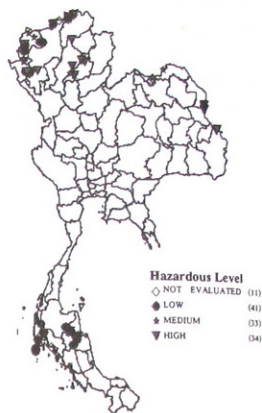 Hazardous Level
◇ NOT EVALUATED (11)
● LOW (41)
★ MEDIUM (33)
▼ HIGH (34)